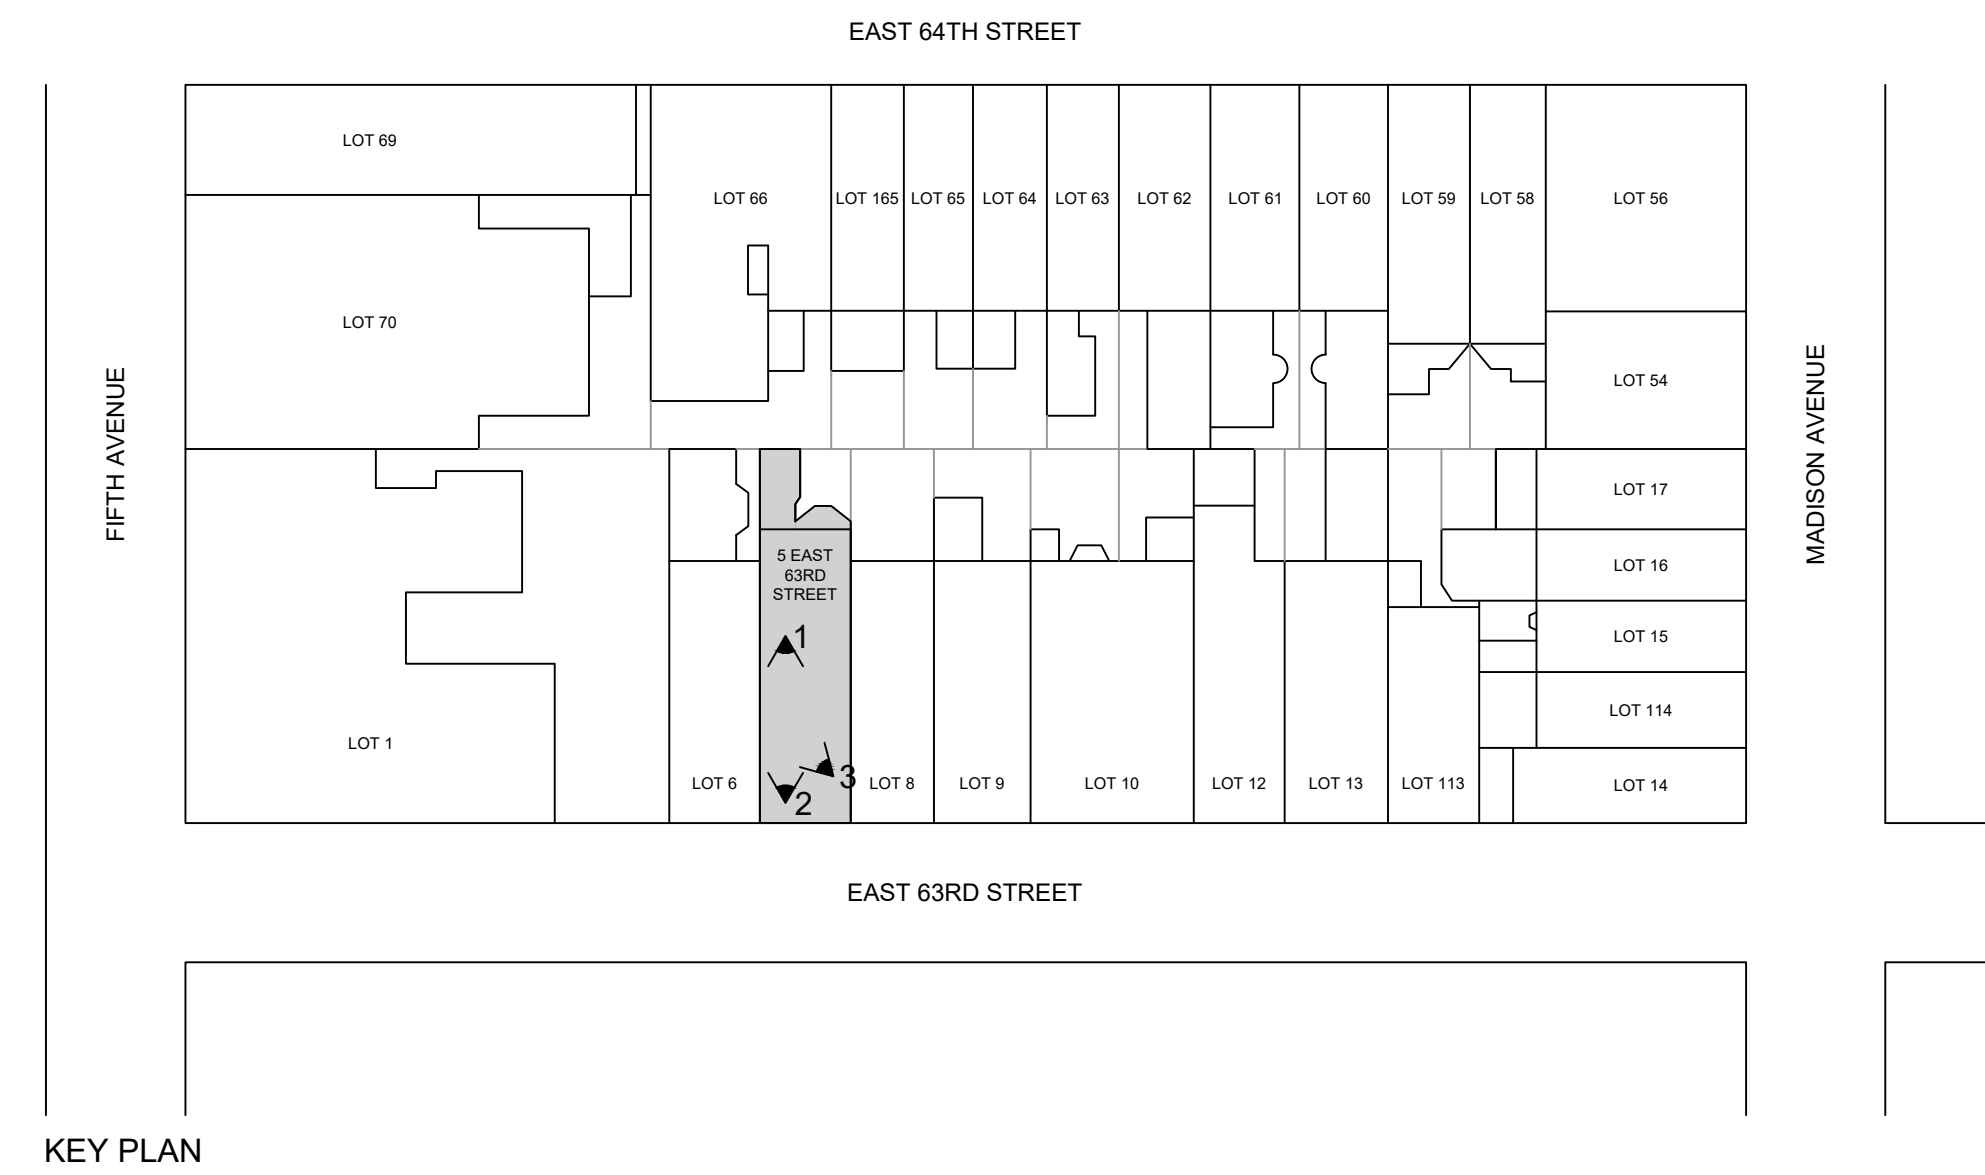 EAST 64TH STREET
LOT 69
LOT 66
LOT 165
LOT 65
LOT 64
LOT 63
LOT 62
LOT 61
LOT 60
LOT 59
LOT 58
LOT 56
LOT 70
LOT 54
FIFTH AVENUE
MADISON AVENUE
LOT 17
5 EAST
63RD
STREET
LOT 16
1
LOT 15
LOT 114
LOT 1
LOT 6
2
3
LOT 8
LOT 9
LOT 10
LOT 12
LOT 13
LOT 113
LOT 14
EAST 63RD STREET
KEY PLAN